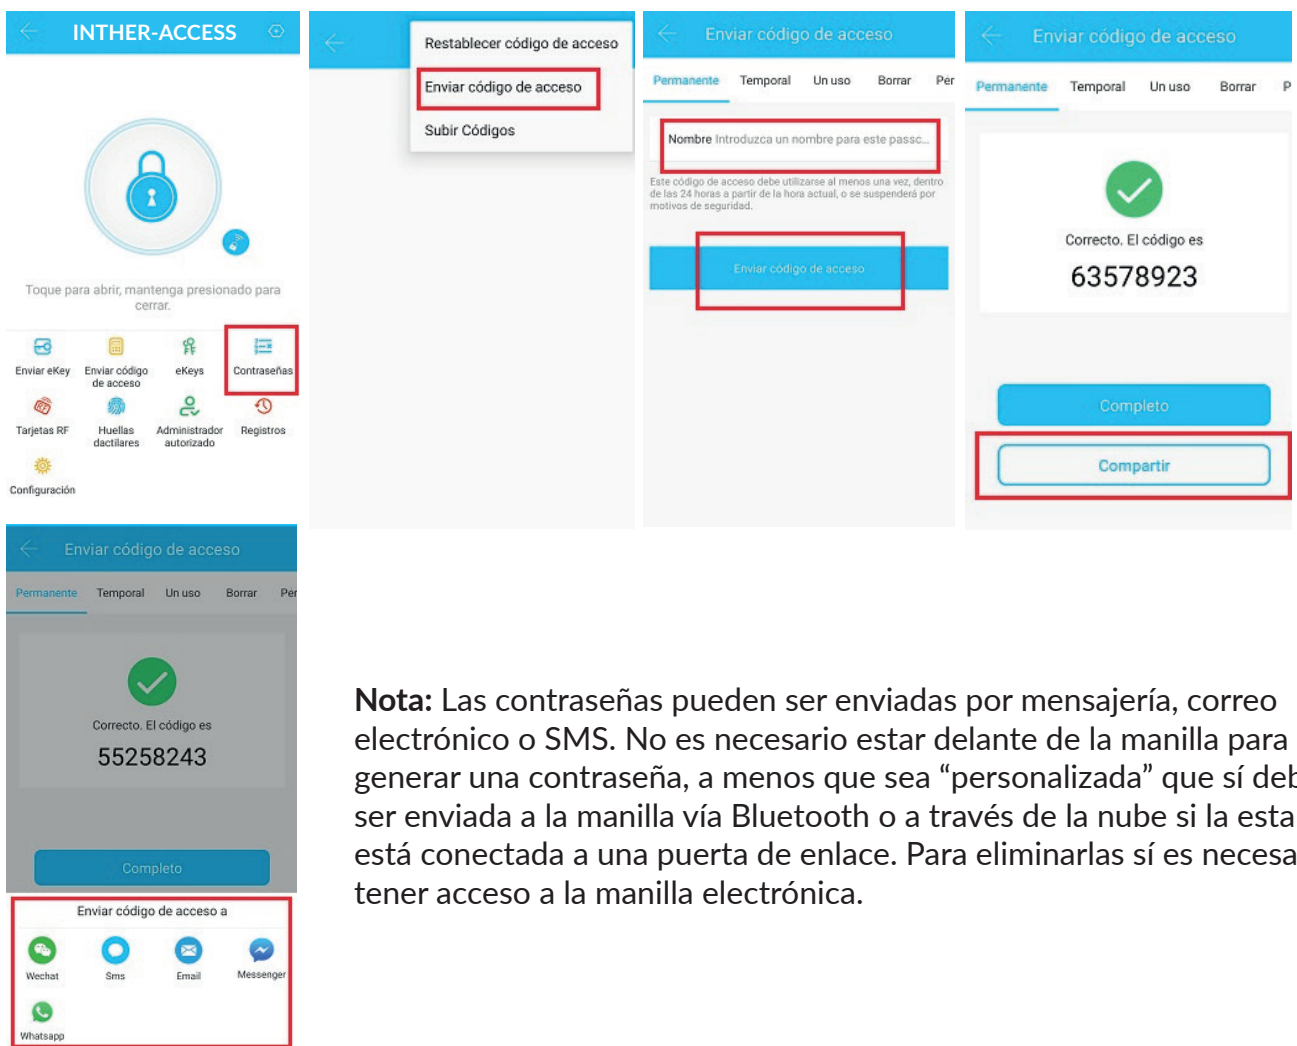 INTHER-ACCESS
Toque para abrir, mantenga presionado para
cerrar.
Enviar eKey
Enviar código
de acceso
eKeys
Contraseñas
Tarjetas RF
Huellas
dactilares
Administrador
autorizado
Registros
Configuración
Restablecer código de acceso
Enviar código de acceso
Subir Códigos
Enviar código de acceso
Permanente Temporal Un uso Borrar Per
Nombre Introduzca un nombre para este passc...
Este código de acceso debe utilizarse al menos una vez, dentro
de las 24 horas a partir de la hora actual, o se suspenderá por
motivos de seguridad.
Enviar código de acceso
Enviar código de acceso
Permanente Temporal Un uso Borrar P
Correcto. El código es
63578923
Completo
Compartir
Enviar código de acceso
Permanente Temporal Un uso Borrar Per
Correcto. El código es
55258243
Completo
Enviar código de acceso a
Wechat Sms Email Messenger
Whatsapp
Nota: Las contraseñas pueden ser enviadas por mensajería, correo
electrónico o SMS. No es necesario estar delante de la manilla para
generar una contraseña, a menos que sea “personalizada” que sí deb
ser enviada a la manilla vía Bluetooth o a través de la nube si la esta
está conectada a una puerta de enlace. Para eliminarlas sí es necesa
tener acceso a la manilla electrónica.